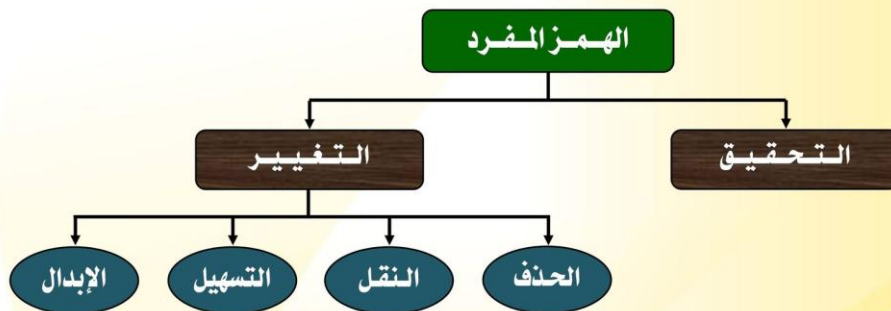 الهمز المفرد
التحقيق
التغيير
الحذف
النقل
التسهيل
الإبدال